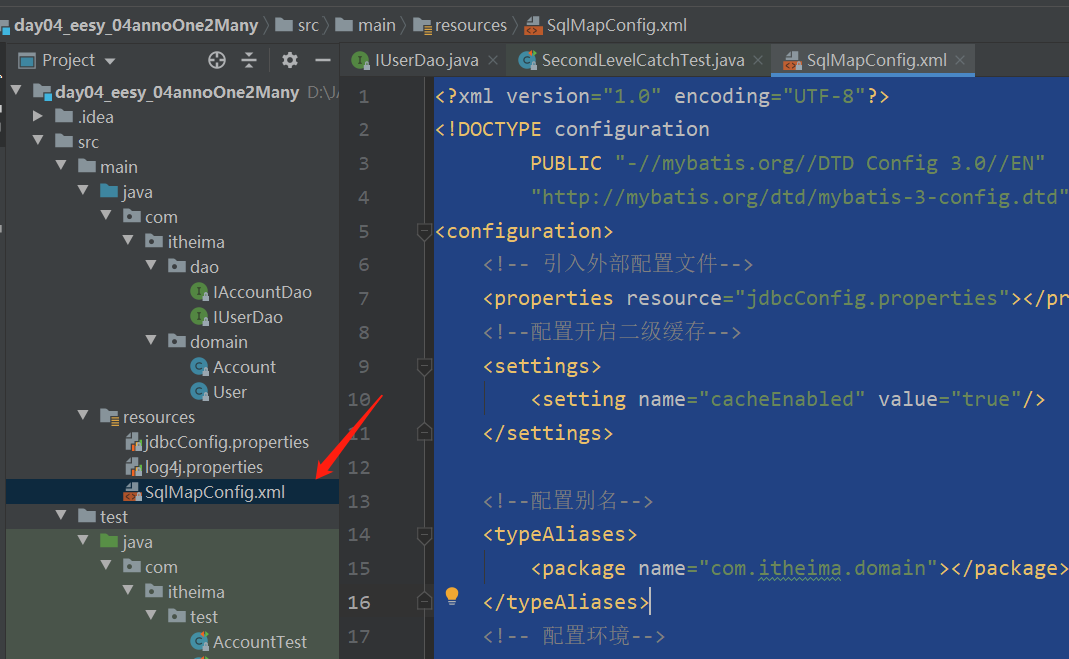 day04_eesy_04annoOne2Many src main resources SqlMapConfig.xml
Project
IUserDao.java SecondLevelCatchTest.java SqlMapConfig.xml
day04_eesy_04annoOne2Many
.idea
src
main
java
com
itheima
dao
IAccountDao
IUserDao
domain
Account
User
resources
jdbcConfig.properties
log4j.properties
SqlMapConfig.xml
test
java
com
itheima
test
AccountTest
1 <?xml version="1.0" encoding="UTF-8"?>
2 <!DOCTYPE configuration
3 PUBLIC "-//mybatis.org//DTD Config 3.0//EN"
4 "http://mybatis.org/dtd/mybatis-3-config.dtd"
5 <configuration>
6 <!-- 引入外部配置文件-->
7 <properties resource="jdbcConfig.properties"></pr
8 <!--配置开启二级缓存-->
9 <settings>
10 <setting name="cacheEnabled" value="true"/>
11 </settings>
12
13 <!--配置别名-->
14 <typeAliases>
15 <package name="com.itheima.domain"></package>
16 </typeAliases>
17 <!-- 配置环境-->